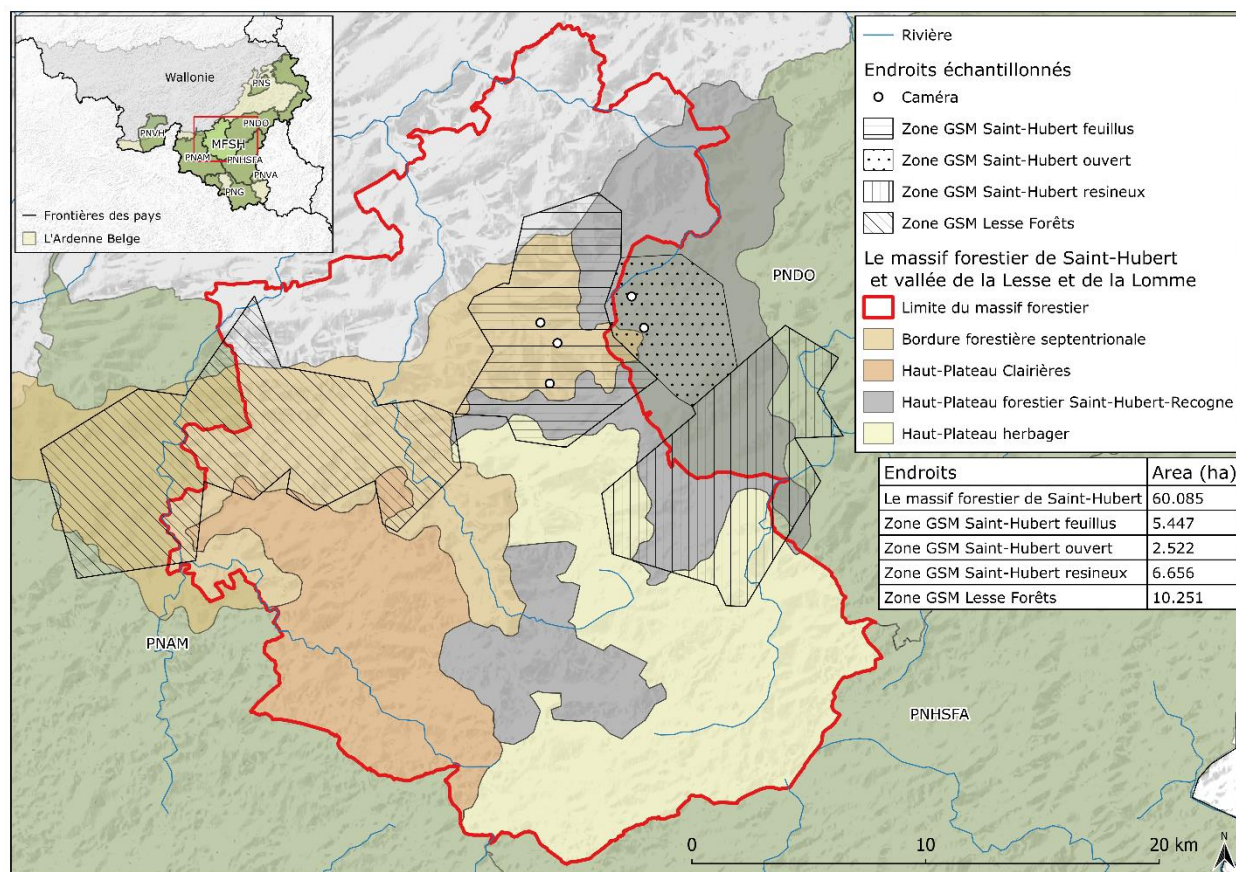 Wallonie
PNS
PNVH
PNDO
MFSH
PNAM
PNHSFA
PNVA
PNG
Frontières des pays
L'Ardenne Belge
Rivière
Endroits échantillonnés
Caméra
Zone GSM Saint-Hubert feuillus
Zone GSM Saint-Hubert ouvert
Zone GSM Saint-Hubert resineux
Zone GSM Lesse Forêts
Le massif forestier de Saint-Hubert
et vallée de la Lesse et de la Lomme
Limite du massif forestier
Bordure forestière septentrionale
Haut-Plateau Clairières
Haut-Plateau forestier Saint-Hubert-Recogne
Haut-Plateau herbager
Endroits Area (ha)
Le massif forestier de Saint-Hubert 60.085
Zone GSM Saint-Hubert feuillus 5.447
Zone GSM Saint-Hubert ouvert 2.522
Zone GSM Saint-Hubert resineux 6.656
Zone GSM Lesse Forêts 10.251
PNDO
PNAM
PNHSFA
0 10 20 km
N